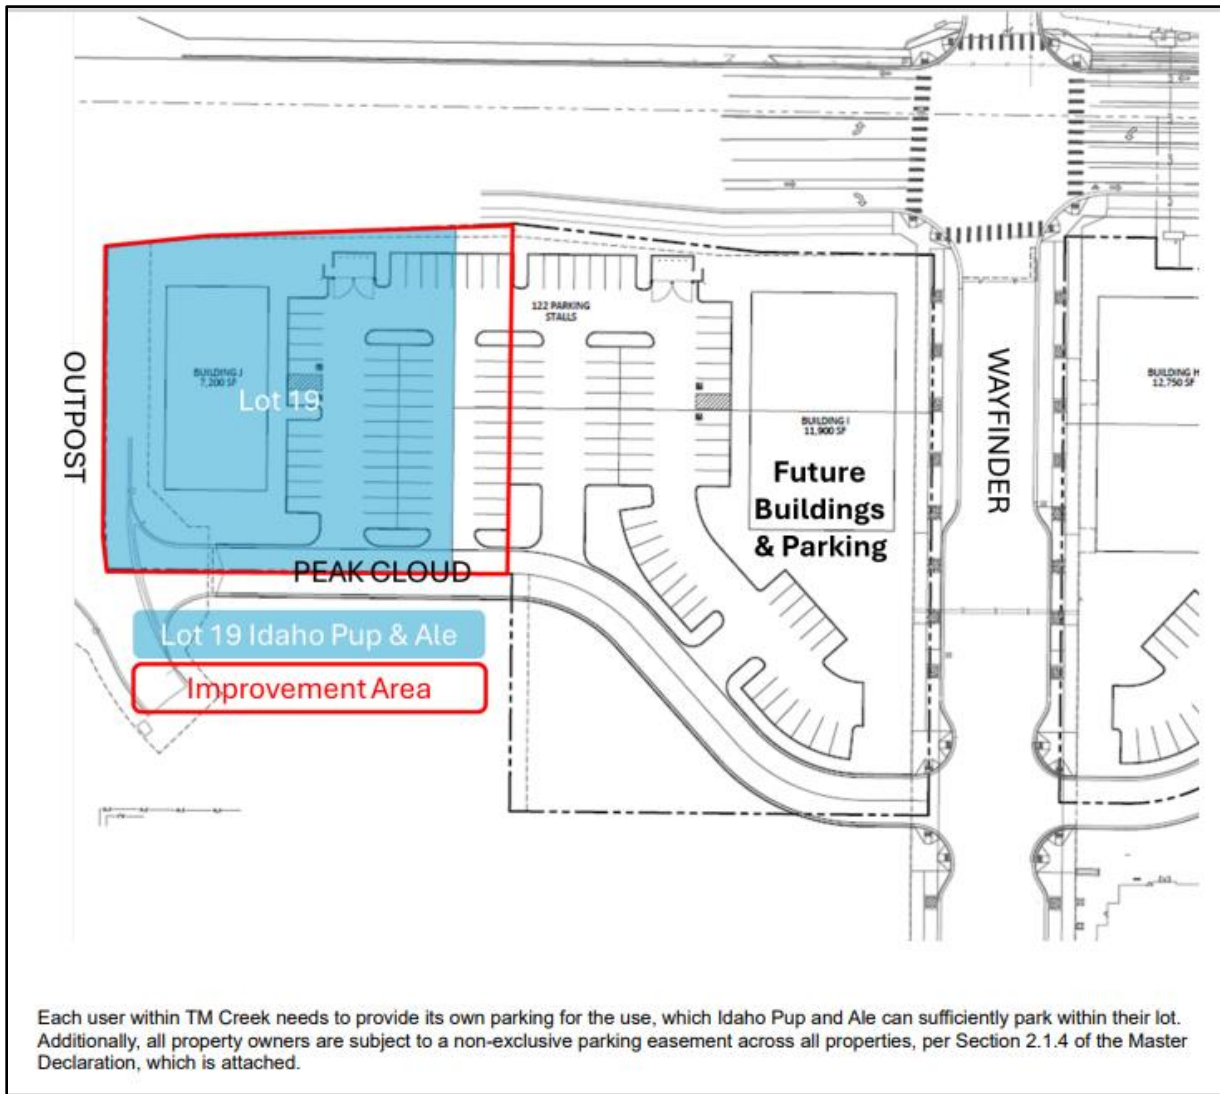 122 PARKING
STALLS
OUTPOST
BUILDING J
7,200 SF
Lot 19
WAYFINDER
BUILDING H
12,750 SF
BUILDING I
11,900 SF
Future
Buildings
& Parking
PEAK CLOUD
Lot 19 Idaho Pup & Ale
Improvement Area
Each user within TM Creek needs to provide its own parking for the use, which Idaho Pup and Ale can sufficiently park within their lot.
Additionally, all property owners are subject to a non-exclusive parking easement across all properties, per Section 2.1.4 of the Master
Declaration, which is attached.